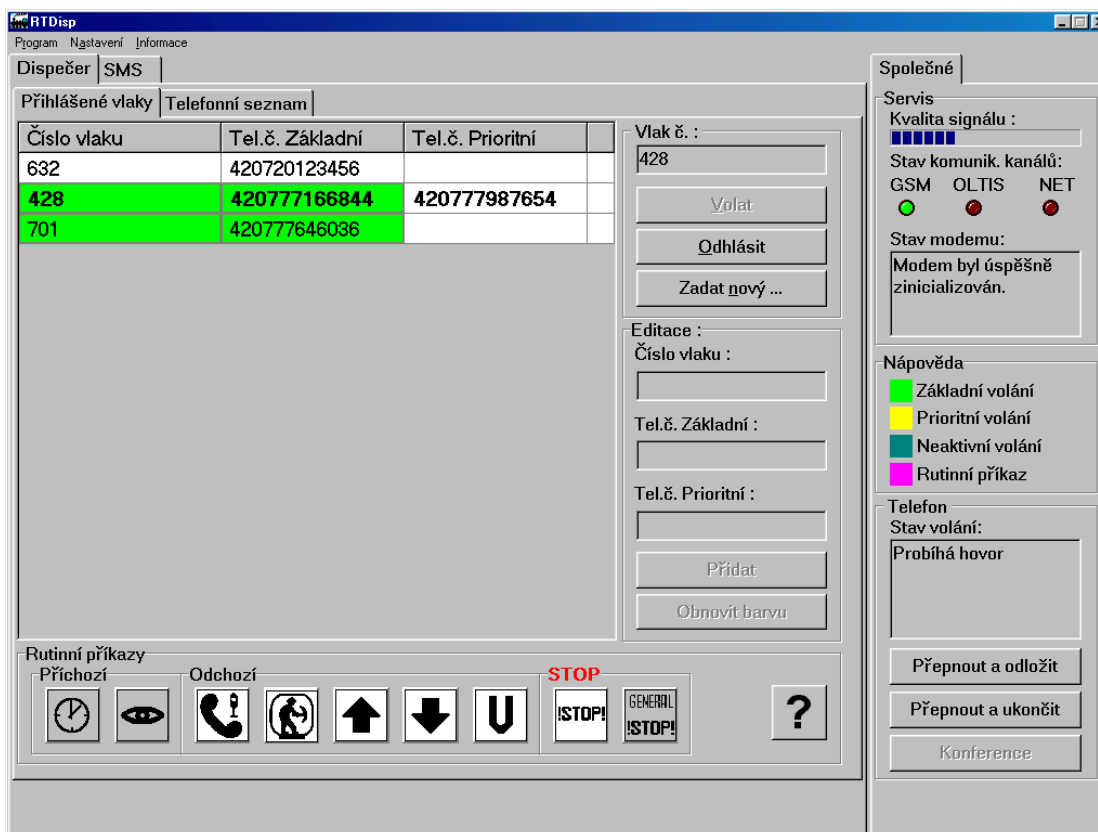 RTDisp
Program Nastavení Informace
Dispečer SMS
Společné
Přihlášené vlaky Telefonní seznam
Číslo vlaku Tel.č. Základní Tel.č. Prioritní
632 420720123456
428 420777166844 420777987654
701 420777646036
Vlak č. :
428
Volat
Odhlásit
Zadat nový ...
Editace :
Číslo vlaku :
Tel.č. Základní :
Tel.č. Prioritní :
Přidat
Obnovit barvu
Rutinní příkazy
Příchozí Odchozí STOP
U !STOP! GENERAL !STOP! ?
Servis
Kvalita signálu :
Stav komunik. kanálů:
GSM OLTIS NET
Stav modemu:
Modem byl úspěšně
zinicializován.
Nápověda
Základní volání
Prioritní volání
Neaktivní volání
Rutinní příkaz
Telefon
Stav volání:
Probíhá hovor
Přepnout a odložit
Přepnout a ukončit
Konference